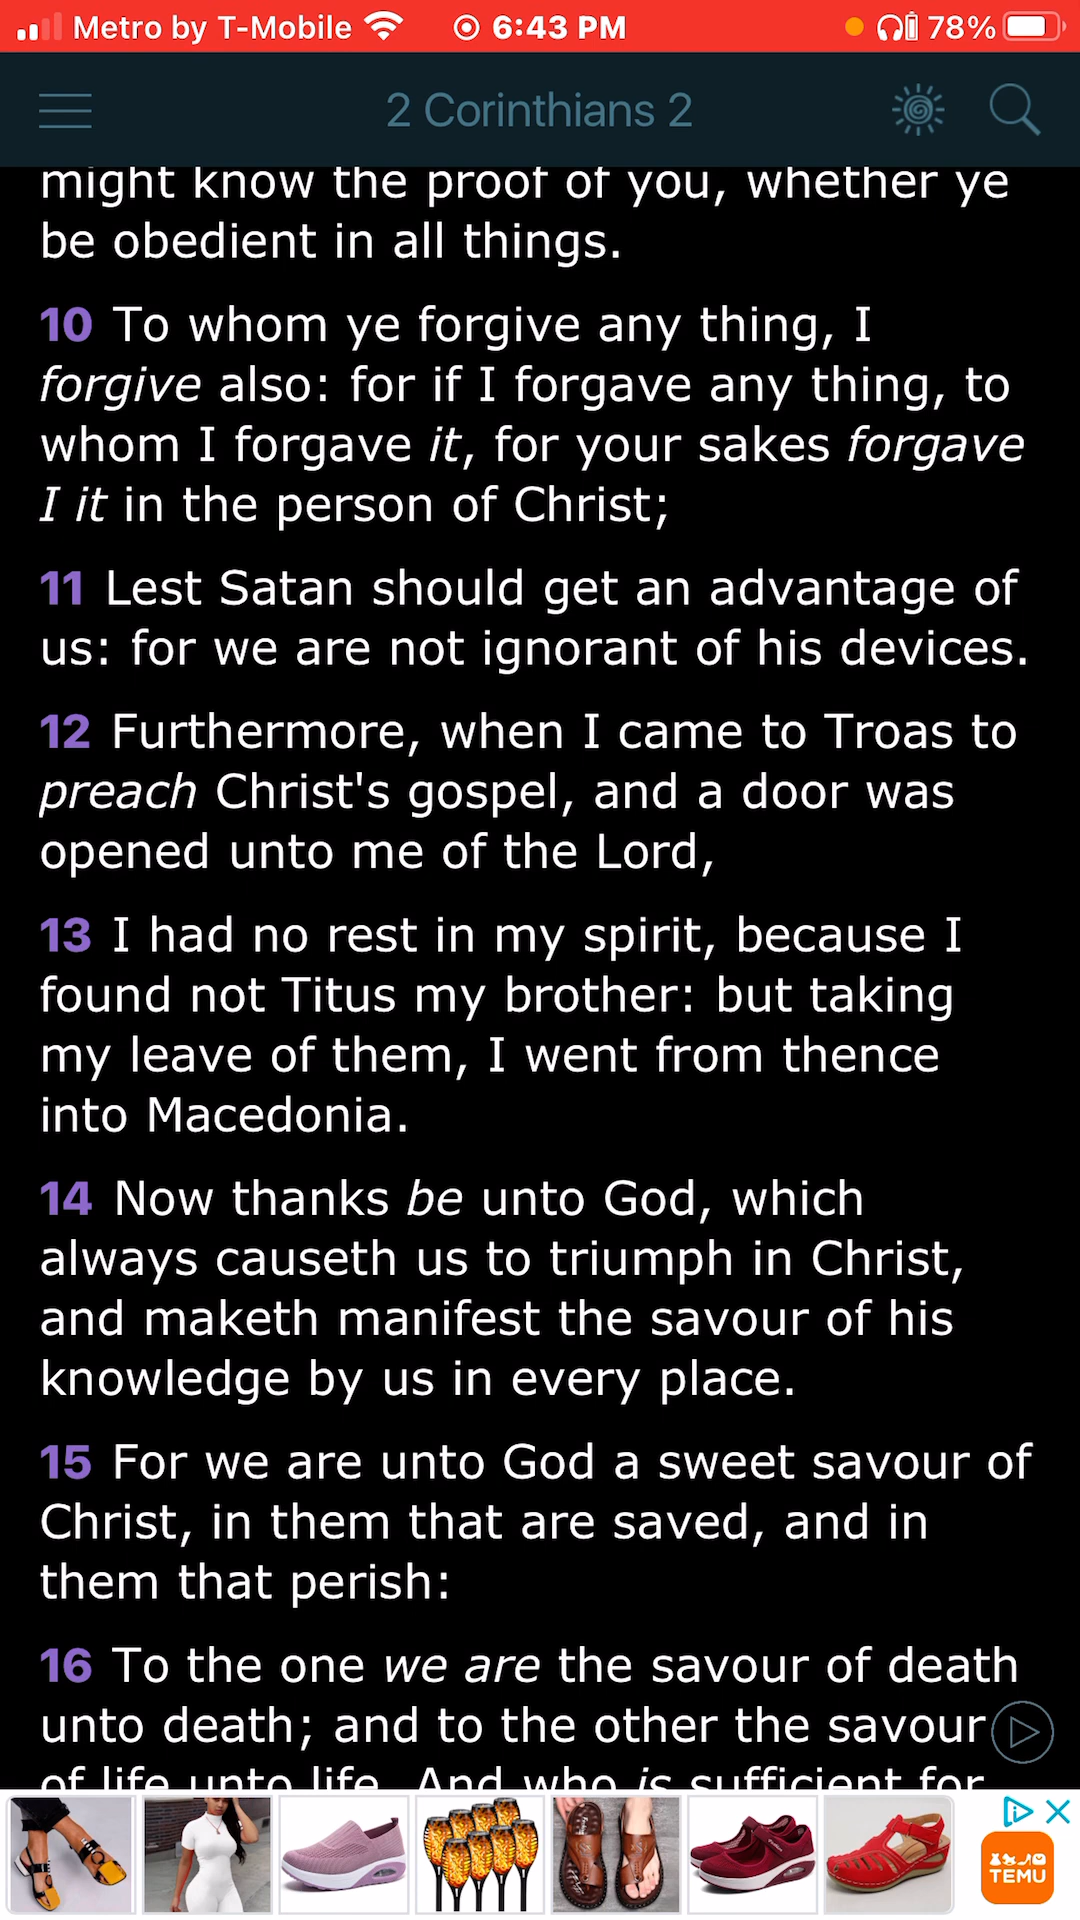 Metro by T-Mobile 6:43 PM 78%
2 Corinthians 2
might know the proof of you, whether ye
be obedient in all things.
10 To whom ye forgive any thing, I
forgive also: for if I forgave any thing, to
whom I forgave it, for your sakes forgave
I it in the person of Christ;
11 Lest Satan should get an advantage of
us: for we are not ignorant of his devices.
12 Furthermore, when I came to Troas to
preach Christ's gospel, and a door was
opened unto me of the Lord,
13 I had no rest in my spirit, because I
found not Titus my brother: but taking
my leave of them, I went from thence
into Macedonia.
14 Now thanks be unto God, which
always causeth us to triumph in Christ,
and maketh manifest the savour of his
knowledge by us in every place.
15 For we are unto God a sweet savour of
Christ, in them that are saved, and in
them that perish:
16 To the one we are the savour of death
unto death; and to the other the savour
of life unto life. And who is sufficient for
TEMU